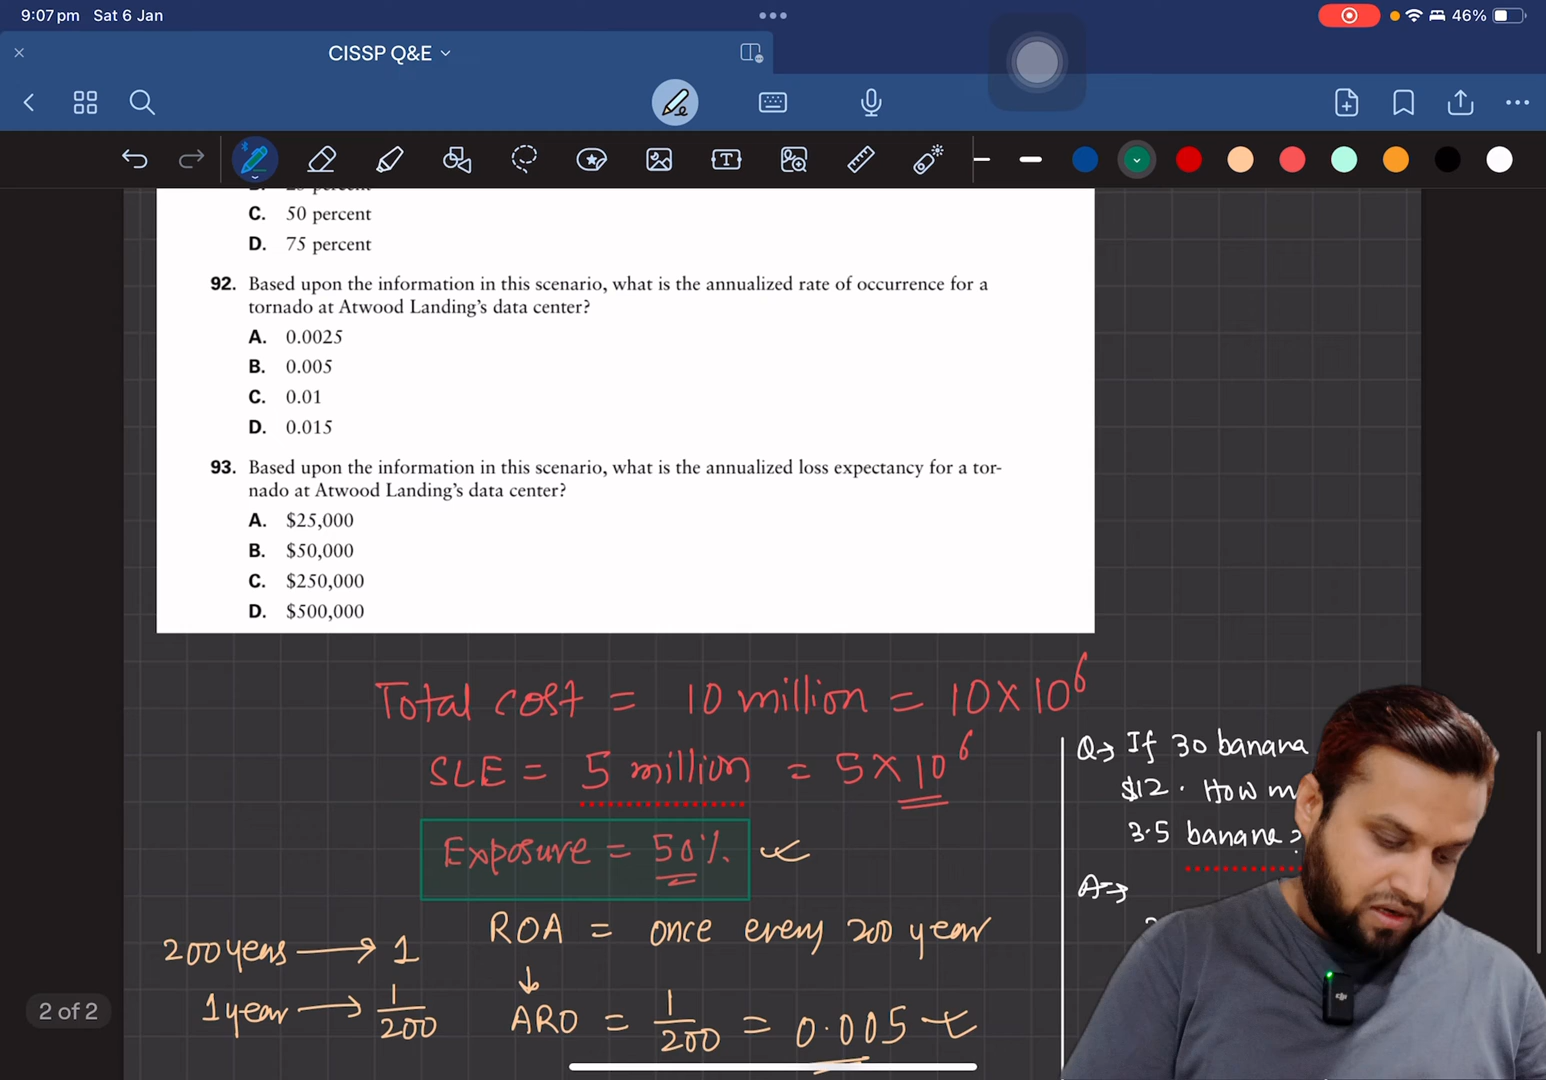 9:07 pm Sat 6 Jan
46%
CISSP Q&E
C. 50 percent
D. 75 percent
92. Based upon the information in this scenario, what is the annualized rate of occurrence for a
tornado at Atwood Landing's data center?
A. 0.0025
B. 0.005
C. 0.01
D. 0.015
93. Based upon the information in this scenario, what is the annualized loss expectancy for a tor-
nado at Atwood Landing's data center?
A. $25,000
B. $50,000
C. $250,000
D. $500,000
Total cost = 10 million = 10 X 10^6
SLE = 5 million = 5 X 10^6
Exposure = 50%.
ROA = once every 200 year
200 years → 1
1 year → 1/200
ARO = 1/200 = 0.005
Q→ If 30 banana
$12. How m
3.5 banane?
A→
2 of 2